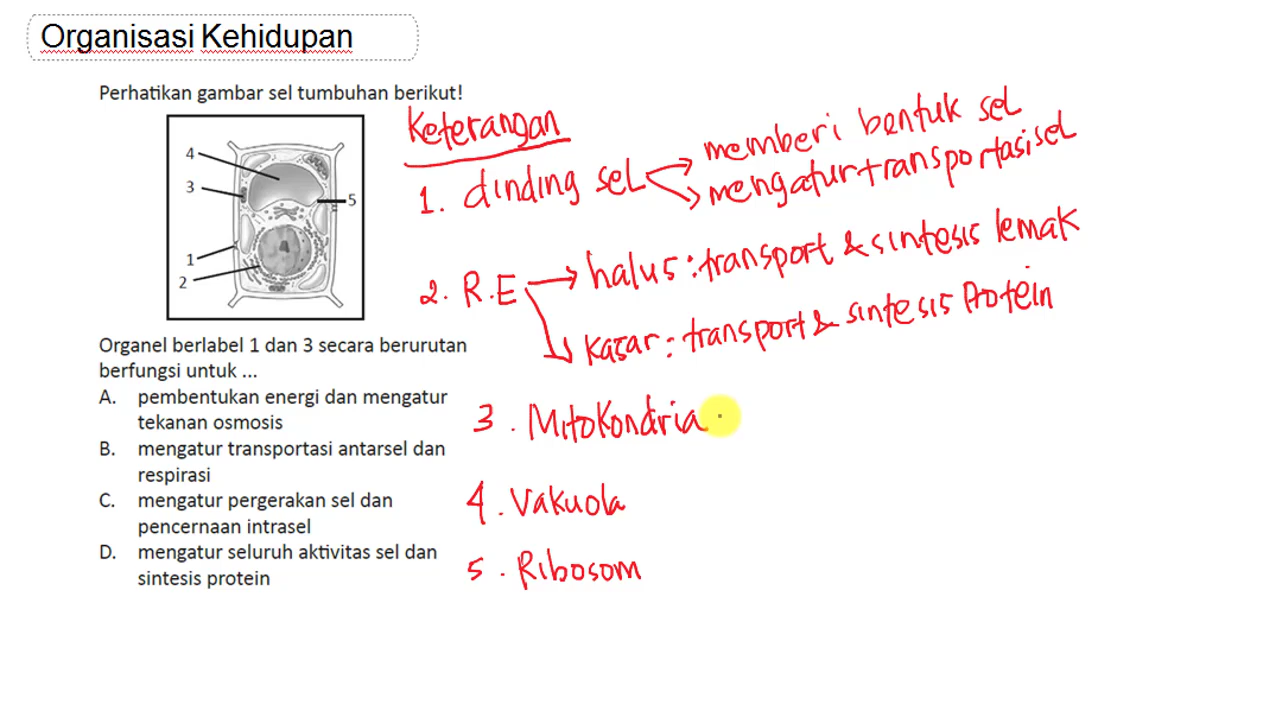 Organisasi Kehidupan
Perhatikan gambar sel tumbuhan berikut!
4
3
5
1
2
Organel berlabel 1 dan 3 secara berurutan
berfungsi untuk ...
A. pembentukan energi dan mengatur
tekanan osmosis
B. mengatur transportasi antarsel dan
respirasi
C. mengatur pergerakan sel dan
pencernaan intrasel
D. mengatur seluruh aktivitas sel dan
sintesis protein
Keterangan
1. dinding sel
memberi bentuk sel
mengatur transportasi sel
2. R.E
halus : transport & sintesis lemak
kasar : transport & sintesis Protein
3. Mitokondria
4. Vakuola
5. Ribosom